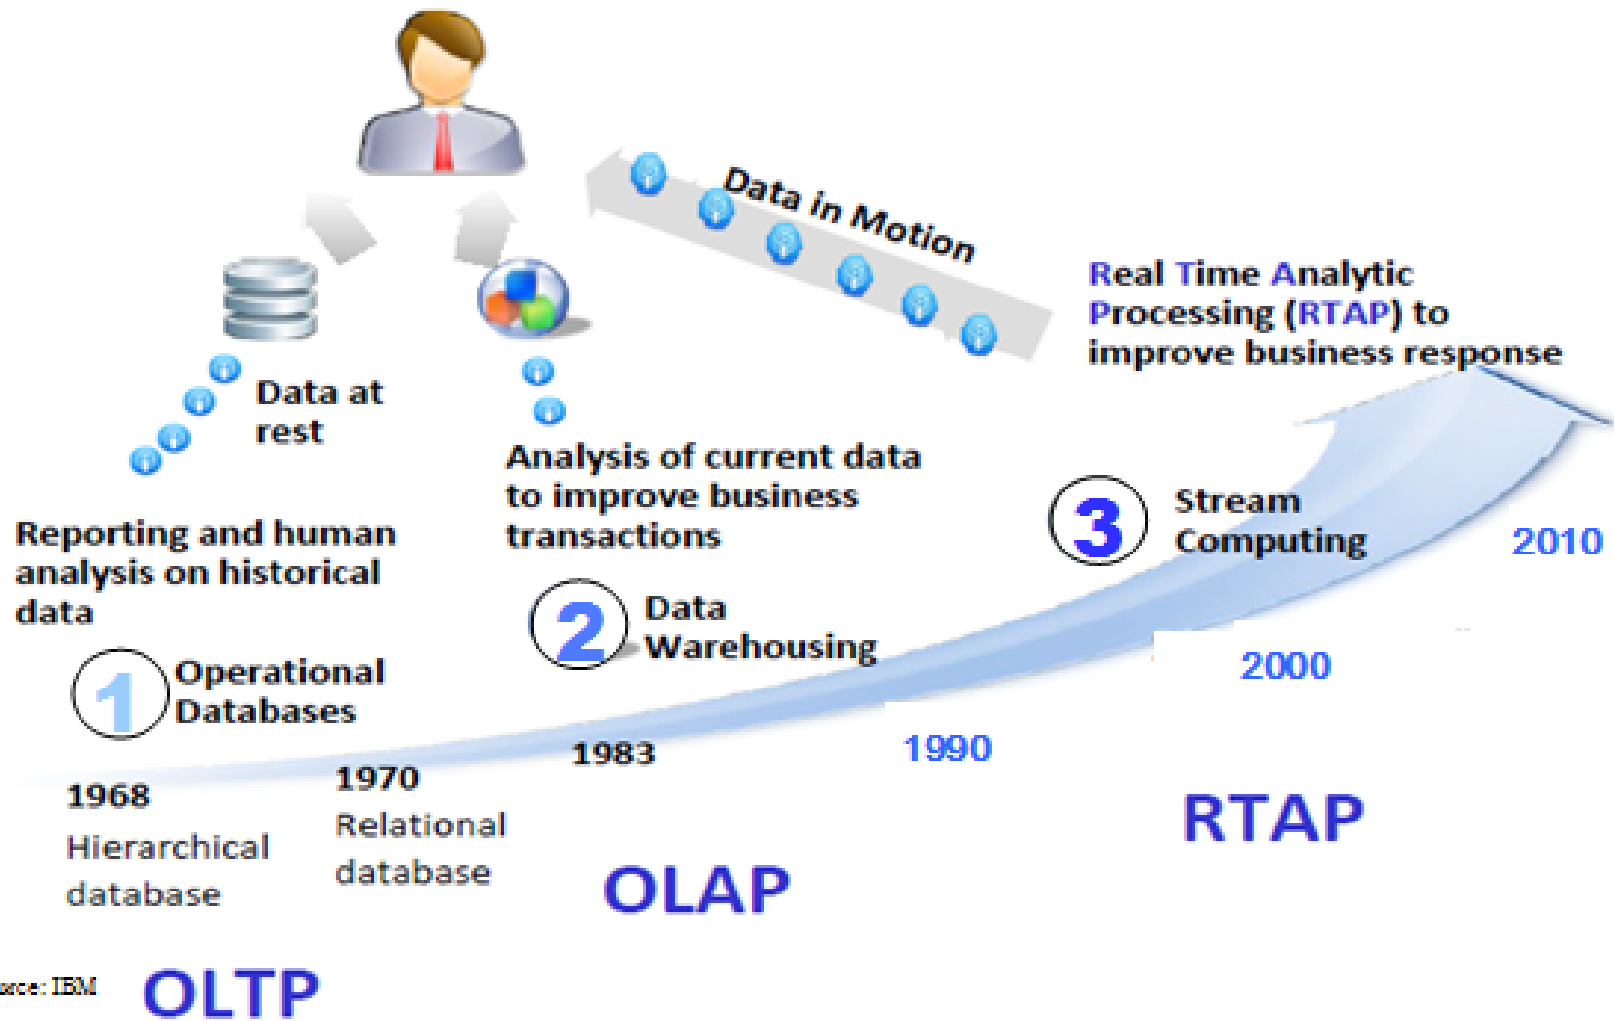 Data in Motion
Real Time Analytic
Processing (RTAP) to
improve business response
Data at
rest
Analysis of current data
to improve business
transactions
Reporting and human
analysis on historical
data
3
Stream
Computing
2010
2
Data
Warehousing
1
Operational
Databases
2000
1990
1983
1970
Relational
database
1968
Hierarchical
database
RTAP
OLAP
OLTP
urce: IBM